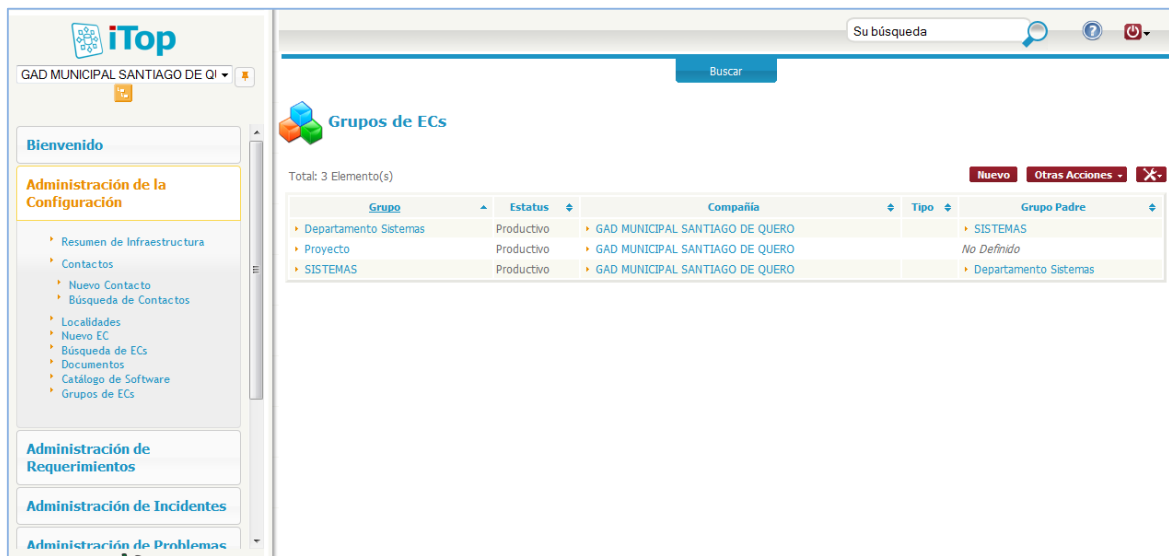 iTop
GAD MUNICIPAL SANTIAGO DE QU
Su búsqueda
Buscar
Bienvenido
Administración de la
Configuración
Resumen de Infraestructura
Contactos
Nuevo Contacto
Búsqueda de Contactos
Localidades
Nuevo EC
Búsqueda de ECs
Documentos
Catálogo de Software
Grupos de ECs
Administración de
Requerimientos
Administración de Incidentes
Administración de Problemas
Grupos de ECs
Total: 3 Elemento(s)
Nuevo Otras Acciones
Grupo Estatus Compañía Tipo Grupo Padre
Departamento Sistemas Productivo GAD MUNICIPAL SANTIAGO DE QUERO SISTEMAS
Proyecto Productivo GAD MUNICIPAL SANTIAGO DE QUERO No Definido
SISTEMAS Productivo GAD MUNICIPAL SANTIAGO DE QUERO Departamento Sistemas